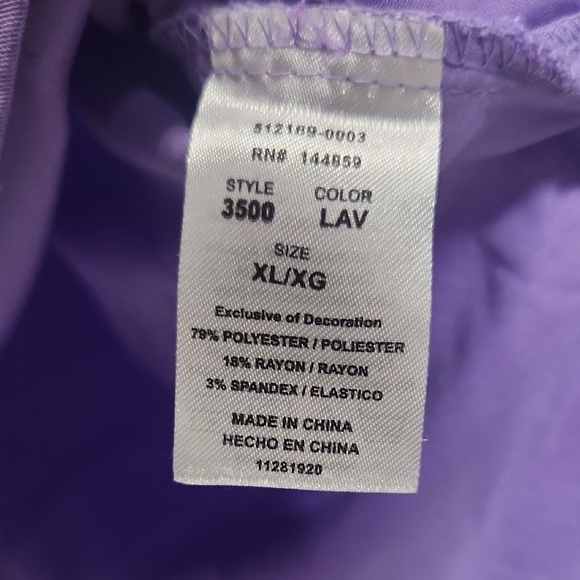 512169-0003
RN# 144859
STYLE COLOR
3500 LAV
SIZE
XL/XG
Exclusive of Decoration
79% POLYESTER / POLIESTER
18% RAYON / RAYON
3% SPANDEX / ELASTICO
MADE IN CHINA
HECHO EN CHINA
11281920